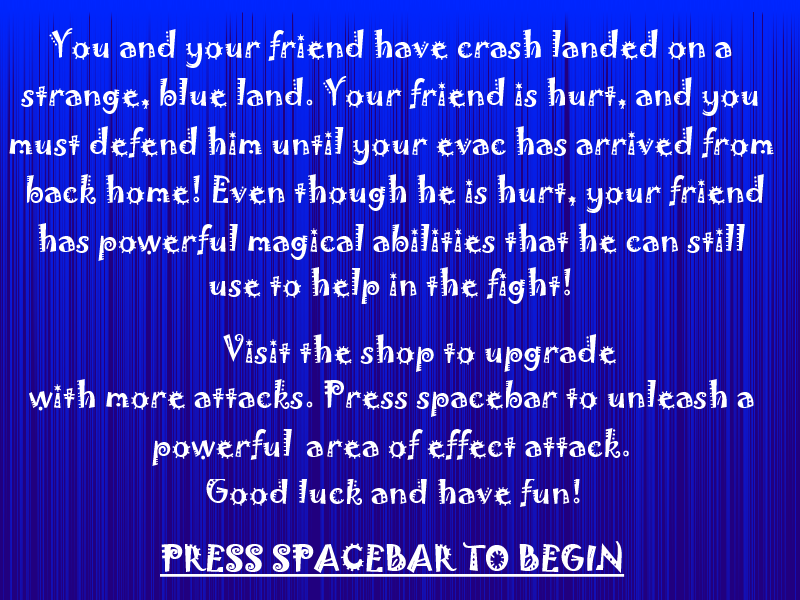 You and your friend have crash landed on a
strange, blue land. Your friend is hurt, and you
must defend him until your evac has arrived from
back home! Even though he is hurt, your friend
has powerful magical abilities that he can still
use to help in the fight!
Visit the shop to upgrade
with more attacks. Press spacebar to unleash a
powerful area of effect attack.
Good luck and have fun!
PRESS SPACEBAR TO BEGIN